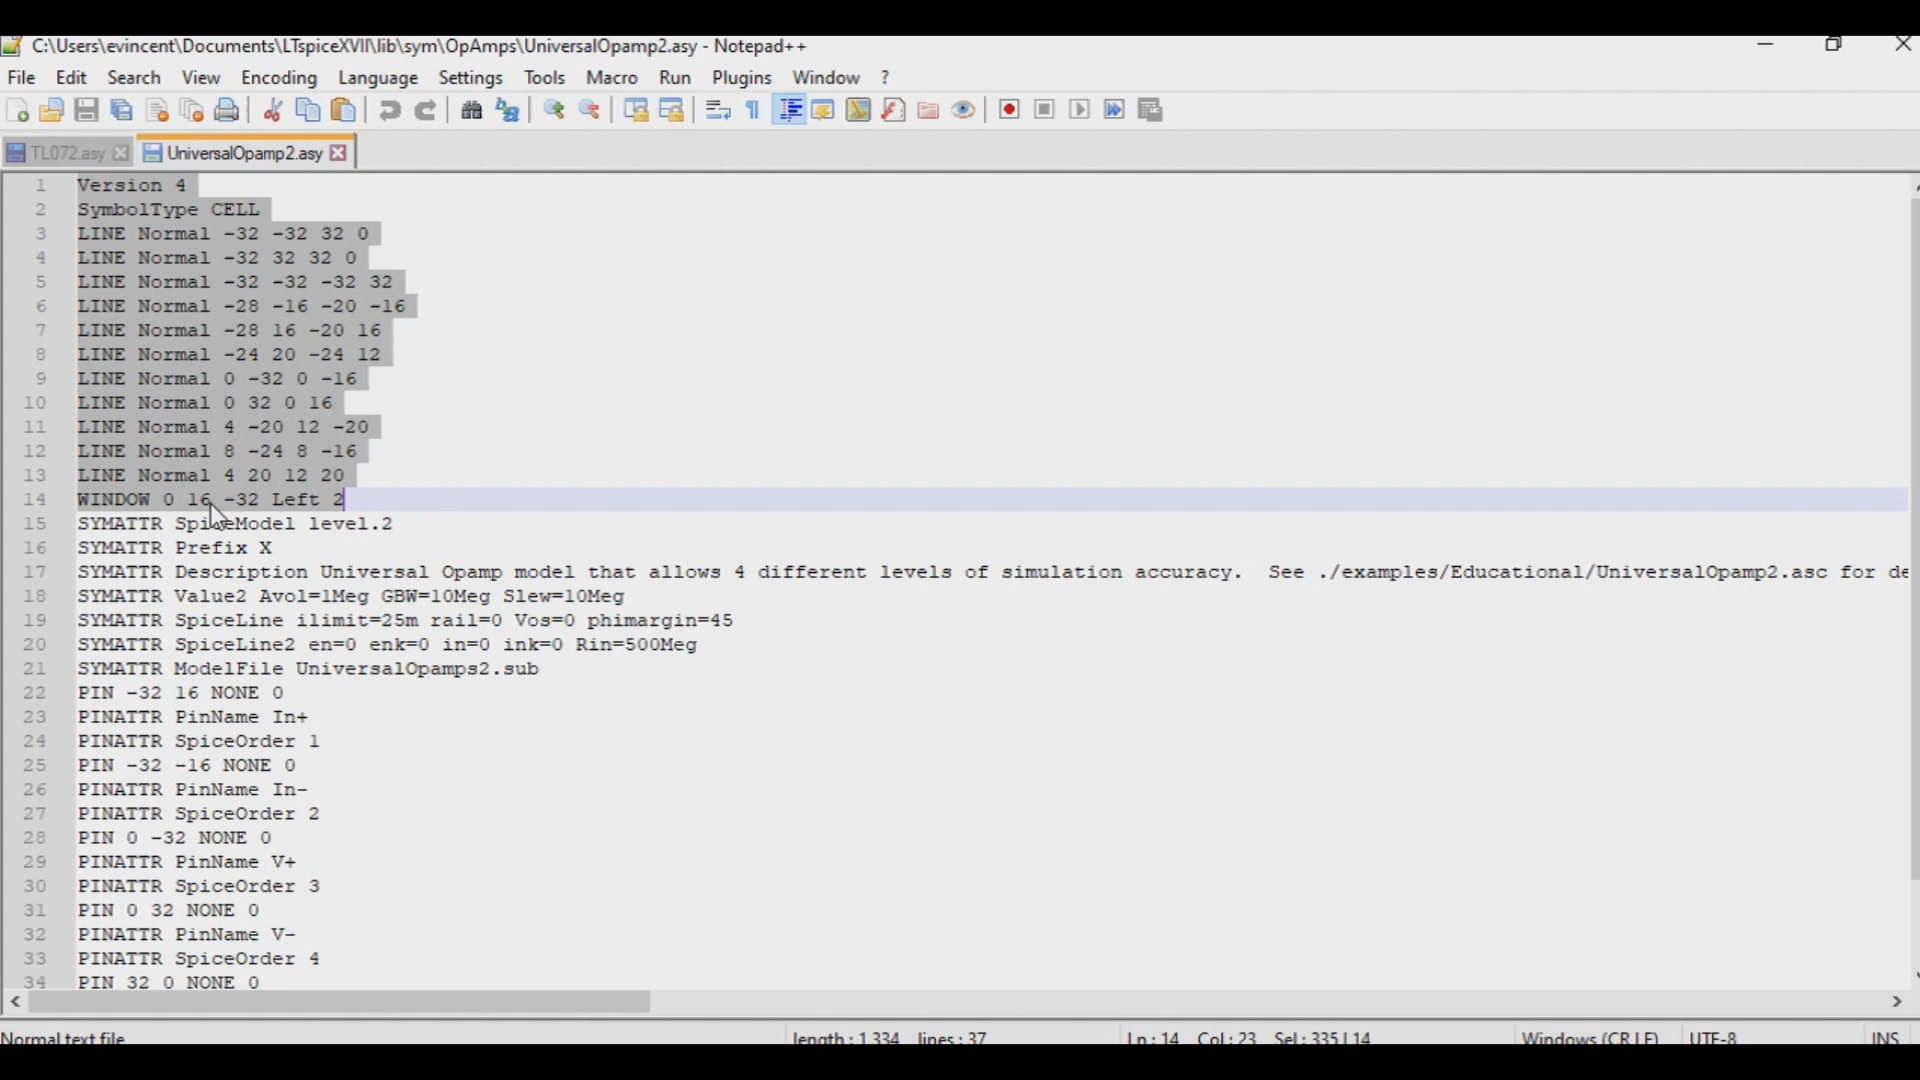 C:\Users\evincent\Documents\LTspiceXVII\lib\sym\OpAmps\UniversalOpamp2.asy - Notepad++
File Edit Search View Encoding Language Settings Tools Macro Run Plugins Window ?
TL072.asy UniversalOpamp2.asy
1 Version 4
2 SymbolType CELL
3 LINE Normal -32 -32 32 0
4 LINE Normal -32 32 32 0
5 LINE Normal -32 -32 -32 32
6 LINE Normal -28 -16 -20 -16
7 LINE Normal -28 16 -20 16
8 LINE Normal -24 20 -24 12
9 LINE Normal 0 -32 0 -16
10 LINE Normal 0 32 0 16
11 LINE Normal 4 -20 12 -20
12 LINE Normal 8 -24 8 -16
13 LINE Normal 4 20 12 20
14 WINDOW 0 16 -32 Left 2
15 SYMATTR SpiceModel level.2
16 SYMATTR Prefix X
17 SYMATTR Description Universal Opamp model that allows 4 different levels of simulation accuracy.  See ./examples/Educational/UniversalOpamp2.asc for de
18 SYMATTR Value2 Avol=1Meg GBW=10Meg Slew=10Meg
19 SYMATTR SpiceLine ilimit=25m rail=0 Vos=0 phimargin=45
20 SYMATTR SpiceLine2 en=0 enk=0 in=0 ink=0 Rin=500Meg
21 SYMATTR ModelFile UniversalOpamps2.sub
22 PIN -32 16 NONE 0
23 PINATTR PinName In+
24 PINATTR SpiceOrder 1
25 PIN -32 -16 NONE 0
26 PINATTR PinName In-
27 PINATTR SpiceOrder 2
28 PIN 0 -32 NONE 0
29 PINATTR PinName V+
30 PINATTR SpiceOrder 3
31 PIN 0 32 NONE 0
32 PINATTR PinName V-
33 PINATTR SpiceOrder 4
34 PIN 32 0 NONE 0
Normal text file length : 1,334 lines : 37 Ln : 14 Col : 23 Sel : 335 | 14 Windows (CR LF) UTF-8 INS